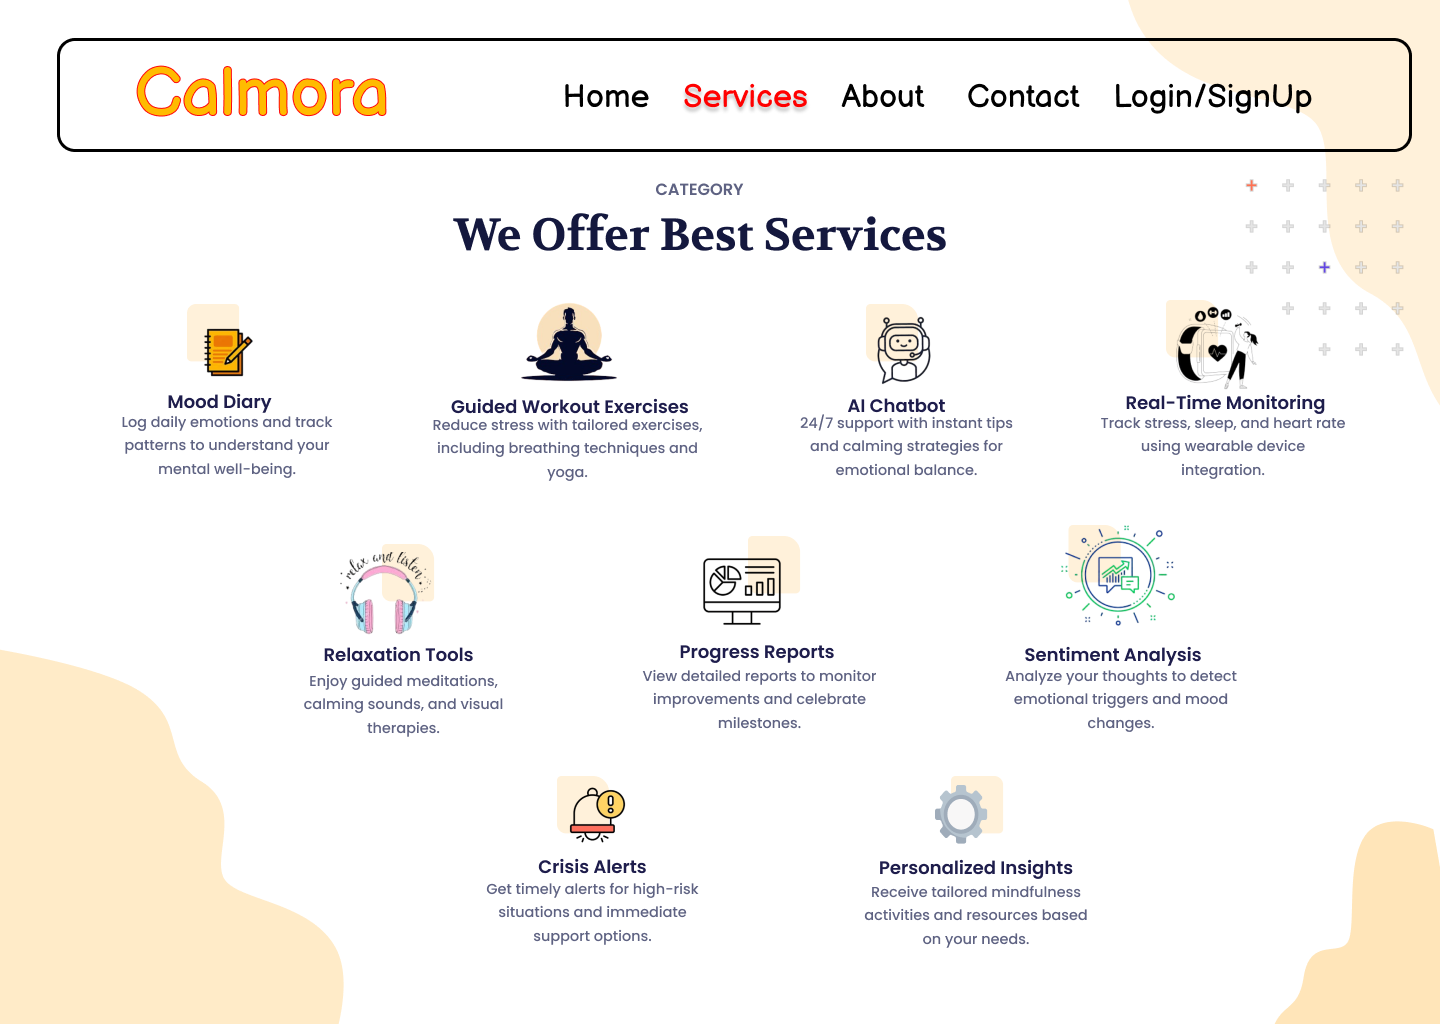 Calmora
Home Services About Contact Login/SignUp
CATEGORY
We Offer Best Services
Mood Diary
Log daily emotions and track
patterns to understand your
mental well-being.
Guided Workout Exercises
Reduce stress with tailored exercises,
including breathing techniques and
yoga.
AI Chatbot
24/7 support with instant tips
and calming strategies for
emotional balance.
Real-Time Monitoring
Track stress, sleep, and heart rate
using wearable device
integration.
relax and listen
Relaxation Tools
Enjoy guided meditations,
calming sounds, and visual
therapies.
Progress Reports
View detailed reports to monitor
improvements and celebrate
milestones.
Sentiment Analysis
Analyze your thoughts to detect
emotional triggers and mood
changes.
Crisis Alerts
Get timely alerts for high-risk
situations and immediate
support options.
Personalized Insights
Receive tailored mindfulness
activities and resources based
on your needs.